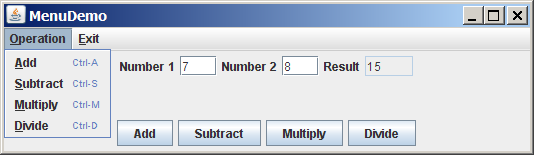 MenuDemo
Operation Exit
Add Ctrl-A
Subtract Ctrl-S
Multiply Ctrl-M
Divide Ctrl-D
Number 1 7 Number 2 8 Result 15
Add Subtract Multiply Divide